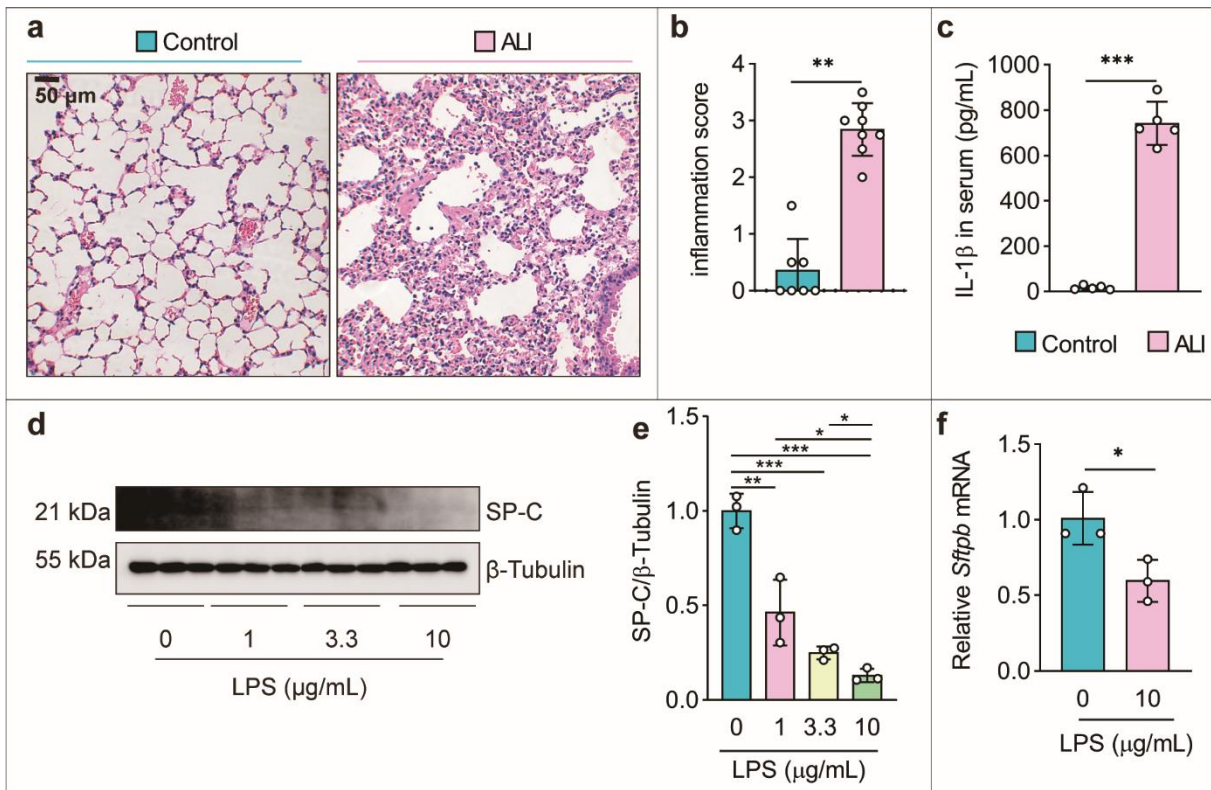 a
Control
ALI
50 μm
b
inflammation score
4
3
2
1
0
**
c
IL-1β in serum (pg/mL)
1000
800
600
400
200
0
***
Control
ALI
d
21 kDa
SP-C
55 kDa
β-Tubulin
0 1 3.3 10
LPS (μg/mL)
e
SP-C/β-Tubulin
1.5
1.0
0.5
0.0
*
*
***
***
**
0 1 3.3 10
LPS (μg/mL)
f
Relative Sftpb mRNA
1.5
1.0
0.5
0.0
*
0 10
LPS (μg/mL)